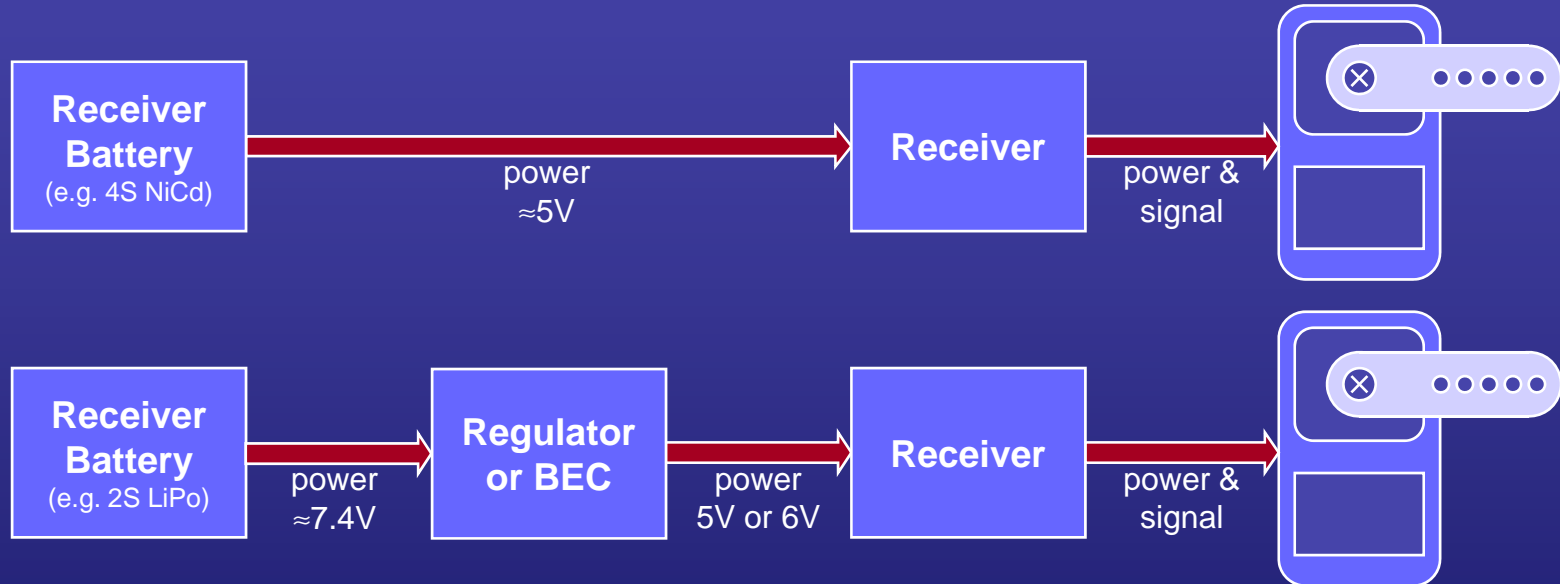 Receiver
Battery
(e.g. 4S NiCd)
power
≈5V
Receiver
power &
signal
Receiver
Battery
(e.g. 2S LiPo)
power
≈7.4V
Regulator
or BEC
power
5V or 6V
Receiver
power &
signal